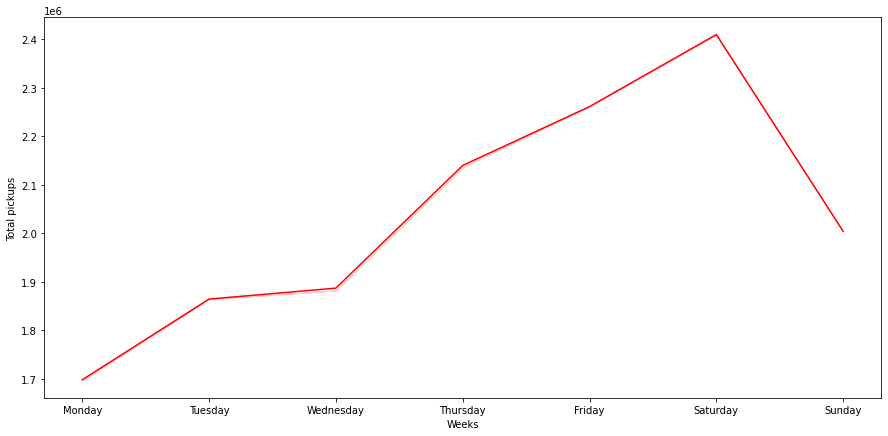 1e6
2.4
2.3
2.2
2.1
2.0
1.9
1.8
1.7
Total pickups
Monday Tuesday Wednesday Thursday Friday Saturday Sunday
Weeks